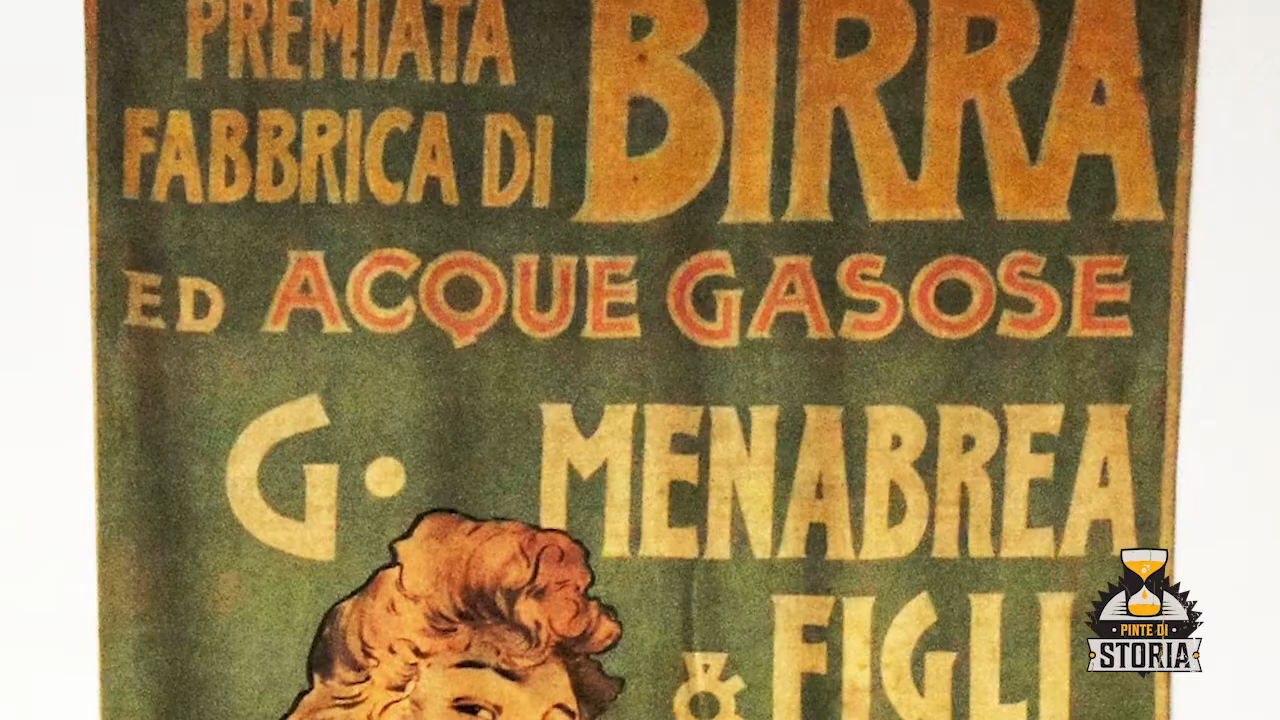 PREMIATA
FABBRICA DI BIRRA
ED ACQUE GASOSE
G. MENABREA
& FIGLI
PINTE DI
STORIA